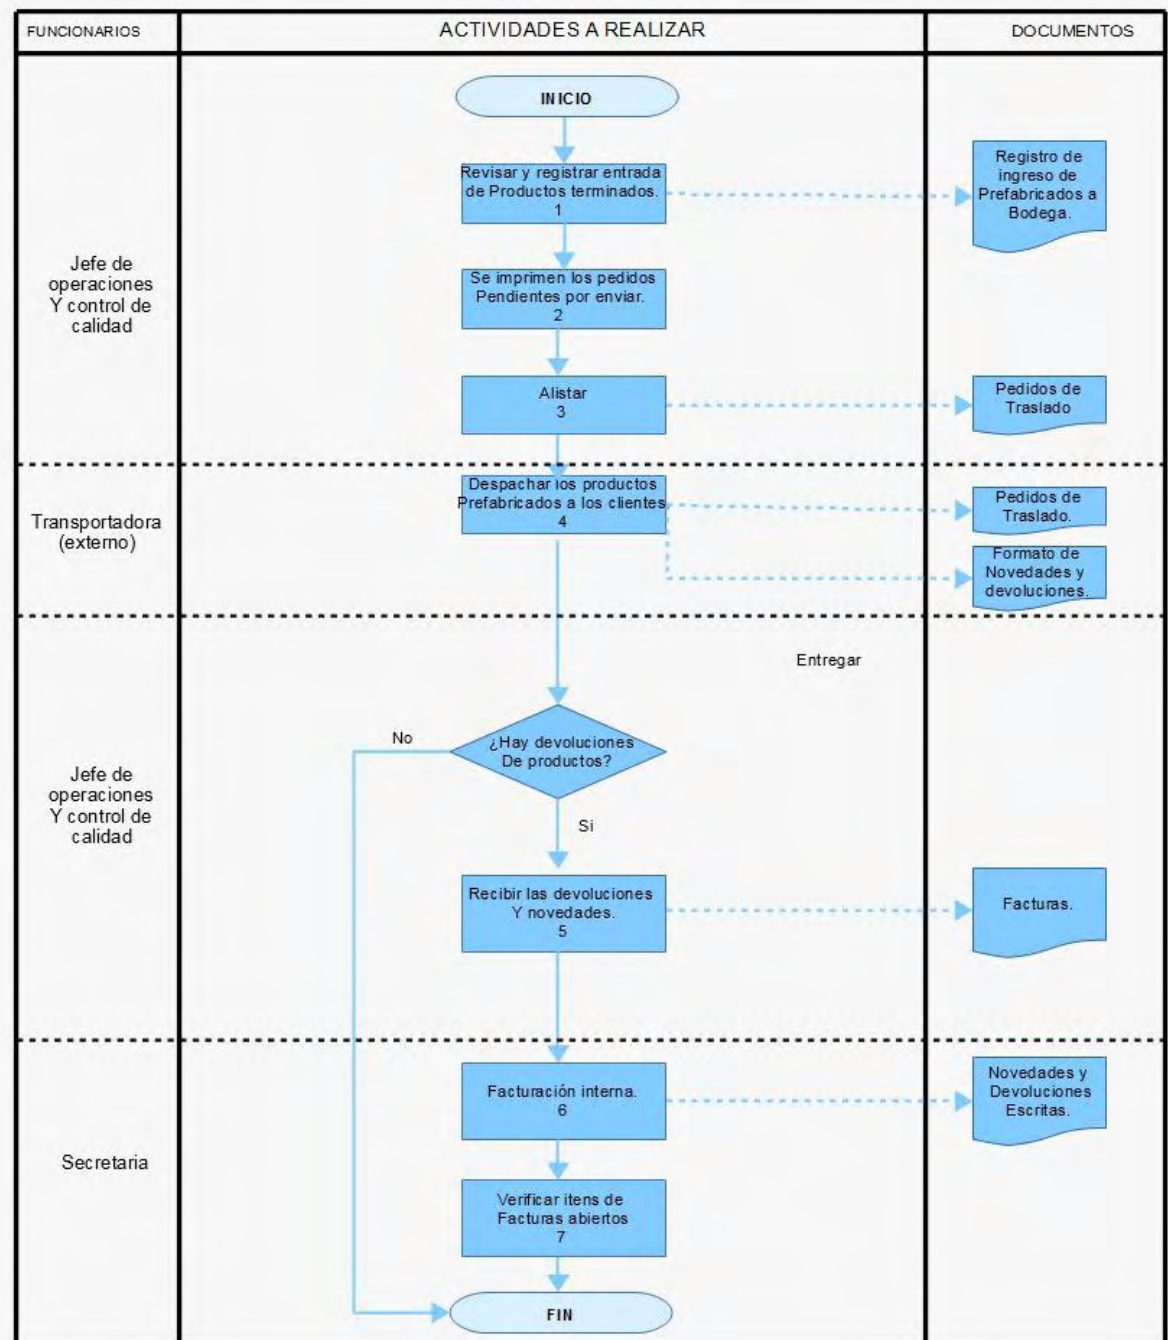 FUNCIONARIOS
ACTIVIDADES A REALIZAR
DOCUMENTOS
INICIO
Revisar y registrar entrada
de Productos terminados.
1
Registro de
ingreso de
Prefabricados a
Bodega.
Jefe de
operaciones
Y control de
calidad
Se imprimen los pedidos
Pendientes por enviar.
2
Alistar
3
Pedidos de
Traslado
Transportadora
(externo)
Despachar los productos
Prefabricados a los clientes
4
Pedidos de
Traslado.
Formato de
Novedades y
devoluciones.
Entregar
No
¿Hay devoluciones
De productos?
Si
Jefe de
operaciones
Y control de
calidad
Recibir las devoluciones
Y novedades.
5
Facturas.
Facturación interna.
6
Novedades y
Devoluciones
Escritas.
Secretaria
Verificar itens de
Facturas abiertos
7
FIN